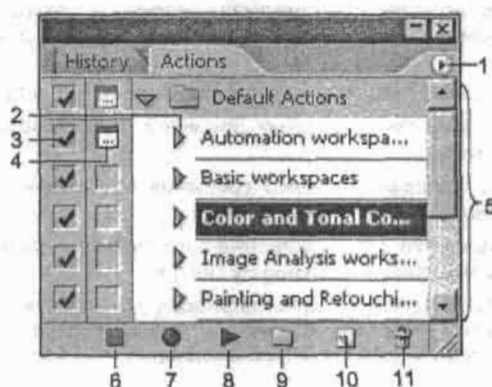 History Actions
1
Default Actions
2
3
Automation workspa...
4
Basic workspaces
5
Color and Tonal Co...
Image Analysis works...
Painting and Retouchi...
6 7 8 9 10 11